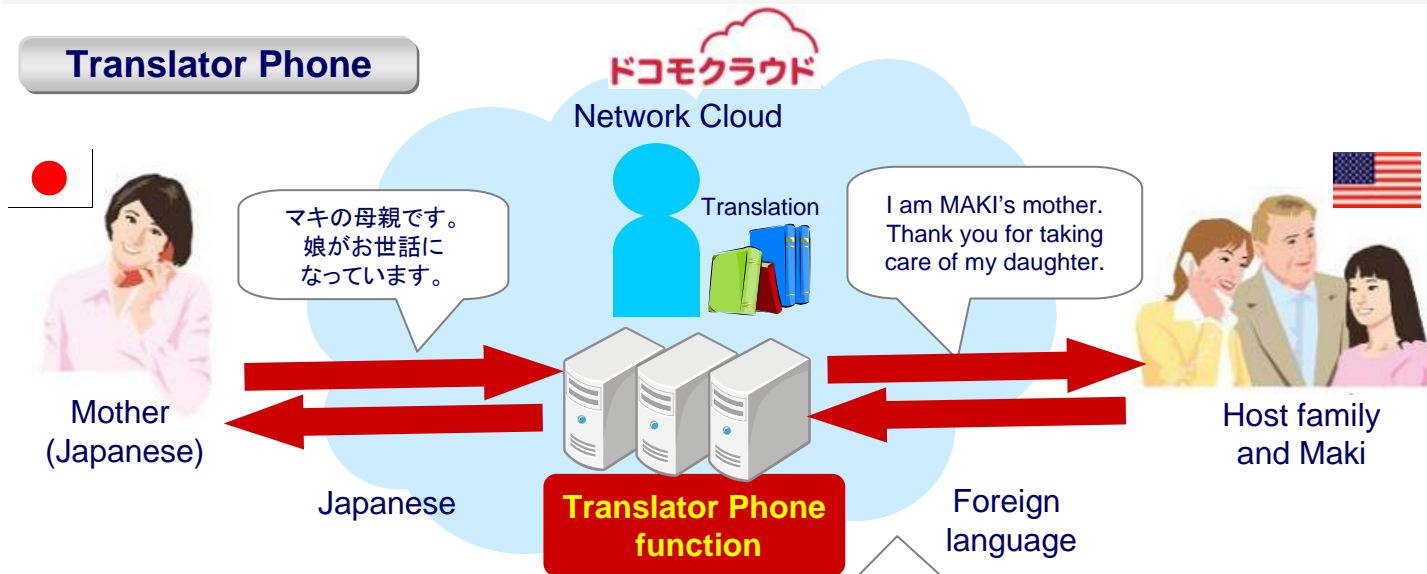 Translator Phone
ドコモクラウド
Network Cloud
マキの母親です。
娘がお世話に
なっています。
Translation
I am MAKI's mother.
Thank you for taking
care of my daughter.
Mother
(Japanese)
Host family
and Maki
Japanese
Translator Phone
function
Foreign
language